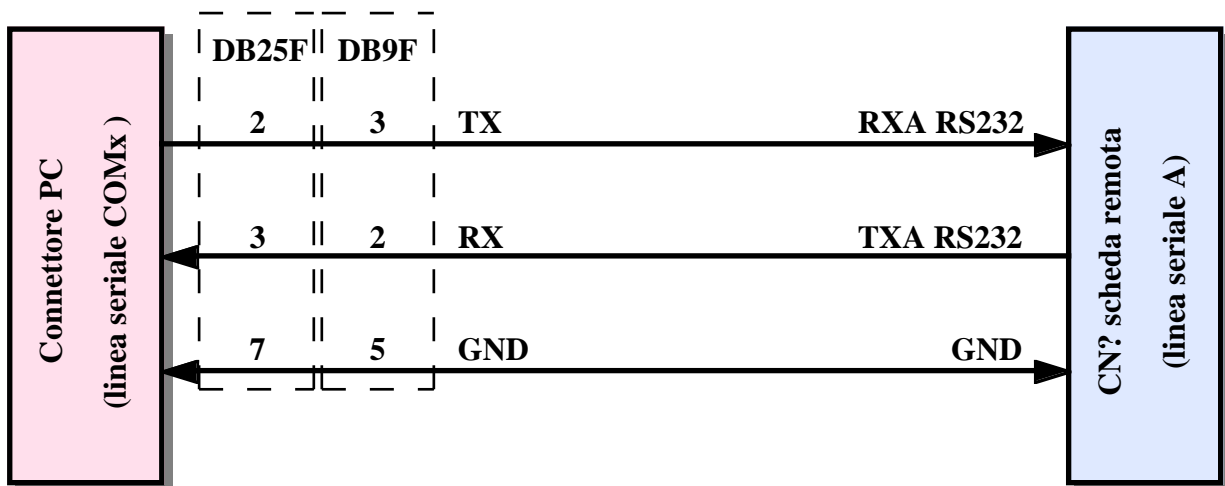 DB25F DB9F
2 3 TX RXA RS232
3 2 RX TXA RS232
7 5 GND GND
Connettore PC
(linea seriale COMx )
CN? scheda remota
(linea seriale A)